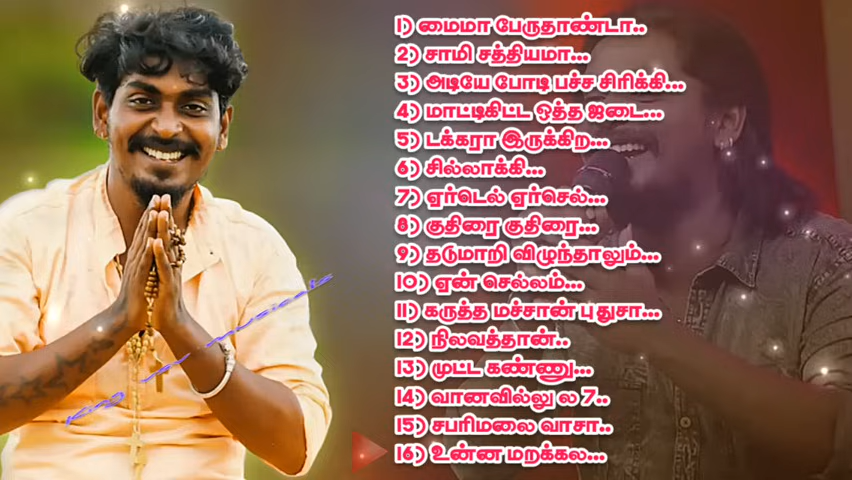 1) மைமா பேருதாண்டா..
2) சாமி சத்தியமா...
3) அடியே போடி பச்ச சிரிக்கி...
4) மாட்டிகிட்ட ஒத்த ஜடை...
5) டக்கரா இருக்கிற...
6) சில்லாக்கி...
7) ஏர்டெல் ஏர்செல்...
8) குதிரை குதிரை...
9) தடுமாறி விழுந்தாலும்...
10) ஏன் செல்லம்...
11) கருத்த மச்சான் புதுசா...
12) நிலவத்தான்..
13) முட்ட கண்ணு...
14) வானவில்லு ல 7..
15) சபரிமலை வாசா..
16) உன்ன மறக்கல...